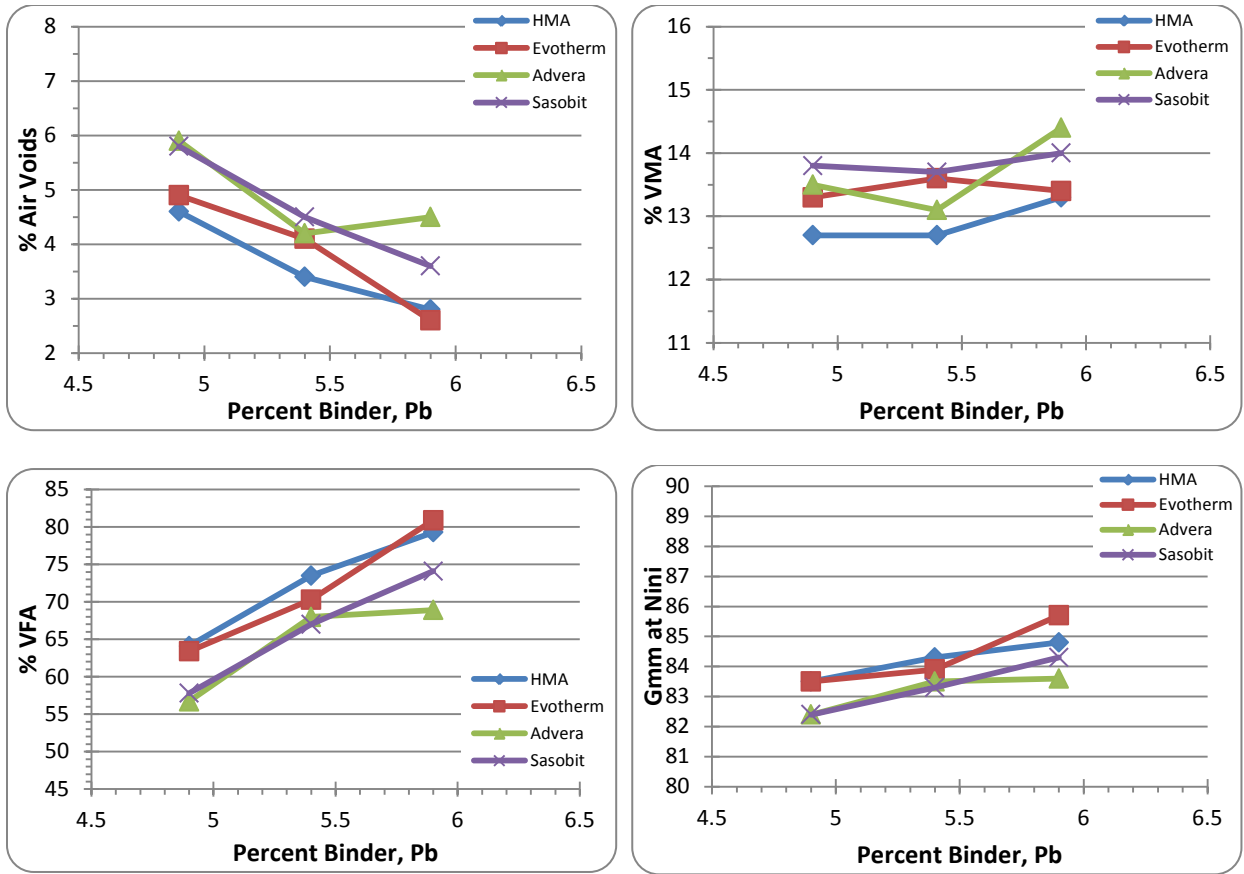 8
7
6
5
4
3
2
% Air Voids
4.5 5 5.5 6 6.5
Percent Binder, Pb
HMA
Evotherm
Advera
Sasobit
16
15
14
13
12
11
% VMA
4.5 5 5.5 6 6.5
Percent Binder, Pb
HMA
Evotherm
Advera
Sasobit
85
80
75
70
65
60
55
50
45
% VFA
4.5 5 5.5 6 6.5
Percent Binder, Pb
HMA
Evotherm
Advera
Sasobit
90
89
88
87
86
85
84
83
82
81
80
Gmm at Nini
4.5 5 5.5 6 6.5
Percent Binder, Pb
HMA
Evotherm
Advera
Sasobit